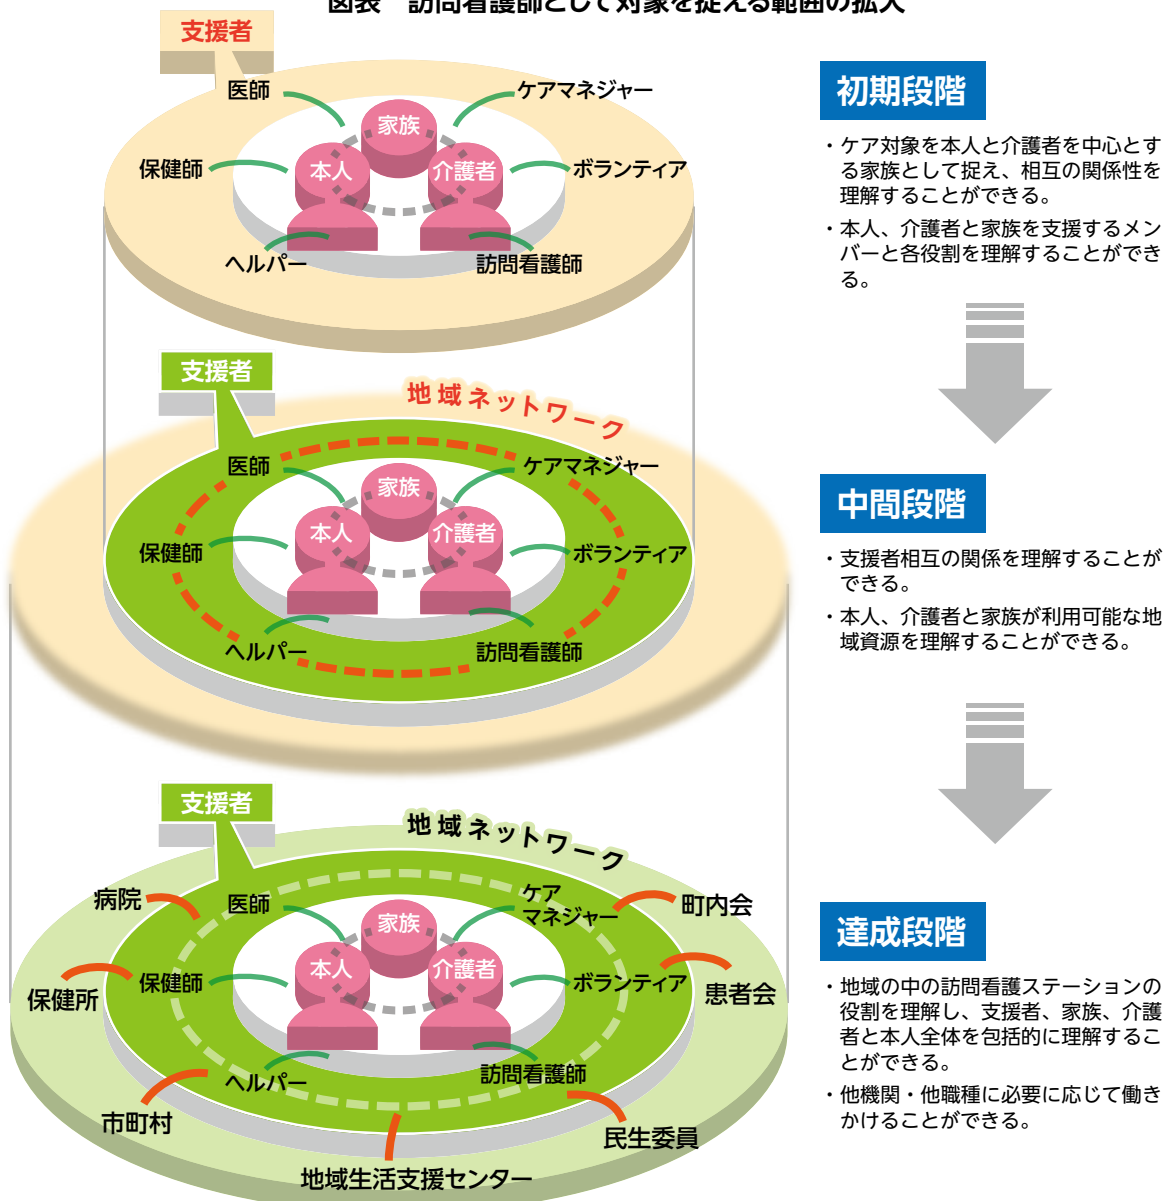 図表　訪問看護師として対象を捉える範囲の拡大
支援者
医師
ケアマネジャー
家族
保健師
本人
介護者
ボランティア
ヘルパー
訪問看護師
初期段階
・ケア対象を本人と介護者を中心とす
る家族として捉え、相互の関係性を
理解することができる。
・本人、介護者と家族を支援するメン
バーと各役割を理解することができ
る。
支援者
地域ネットワーク
医師
ケアマネジャー
家族
本人
介護者
保健師
ボランティア
ヘルパー
訪問看護師
中間段階
・支援者相互の関係を理解することが
できる。
・本人、介護者と家族が利用可能な地
域資源を理解することができる。
支援者
地域ネットワーク
病院
医師
ケア
マネジャー
町内会
家族
本人
介護者
保健所
保健師
ボランティア
患者会
ヘルパー
訪問看護師
市町村
民生委員
地域生活支援センター
達成段階
・地域の中の訪問看護ステーションの
役割を理解し、支援者、家族、介護
者と本人全体を包括的に理解するこ
とができる。
・他機関・他職種に必要に応じて働き
かけることができる。